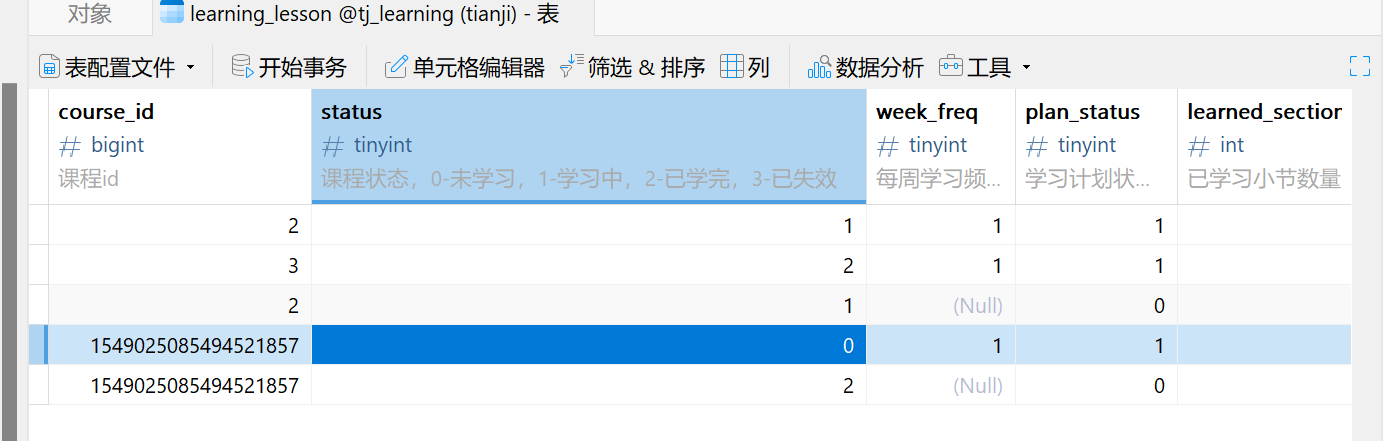 对象 learning_lesson @tj_learning (tianji) - 表
表配置文件 开始事务 单元格编辑器 筛选 & 排序 列 数据分析 工具
course_id status week_freq plan_status learned_section
# bigint # tinyint # tinyint # tinyint # int
课程id 课程状态，0-未学习，1-学习中，2-已学完，3-已失效 每周学习频... 学习计划状... 已学习小节数量
2 1 1 1
3 2 1 1
2 1 (Null) 0
1549025085494521857 0 1 1
1549025085494521857 2 (Null) 0